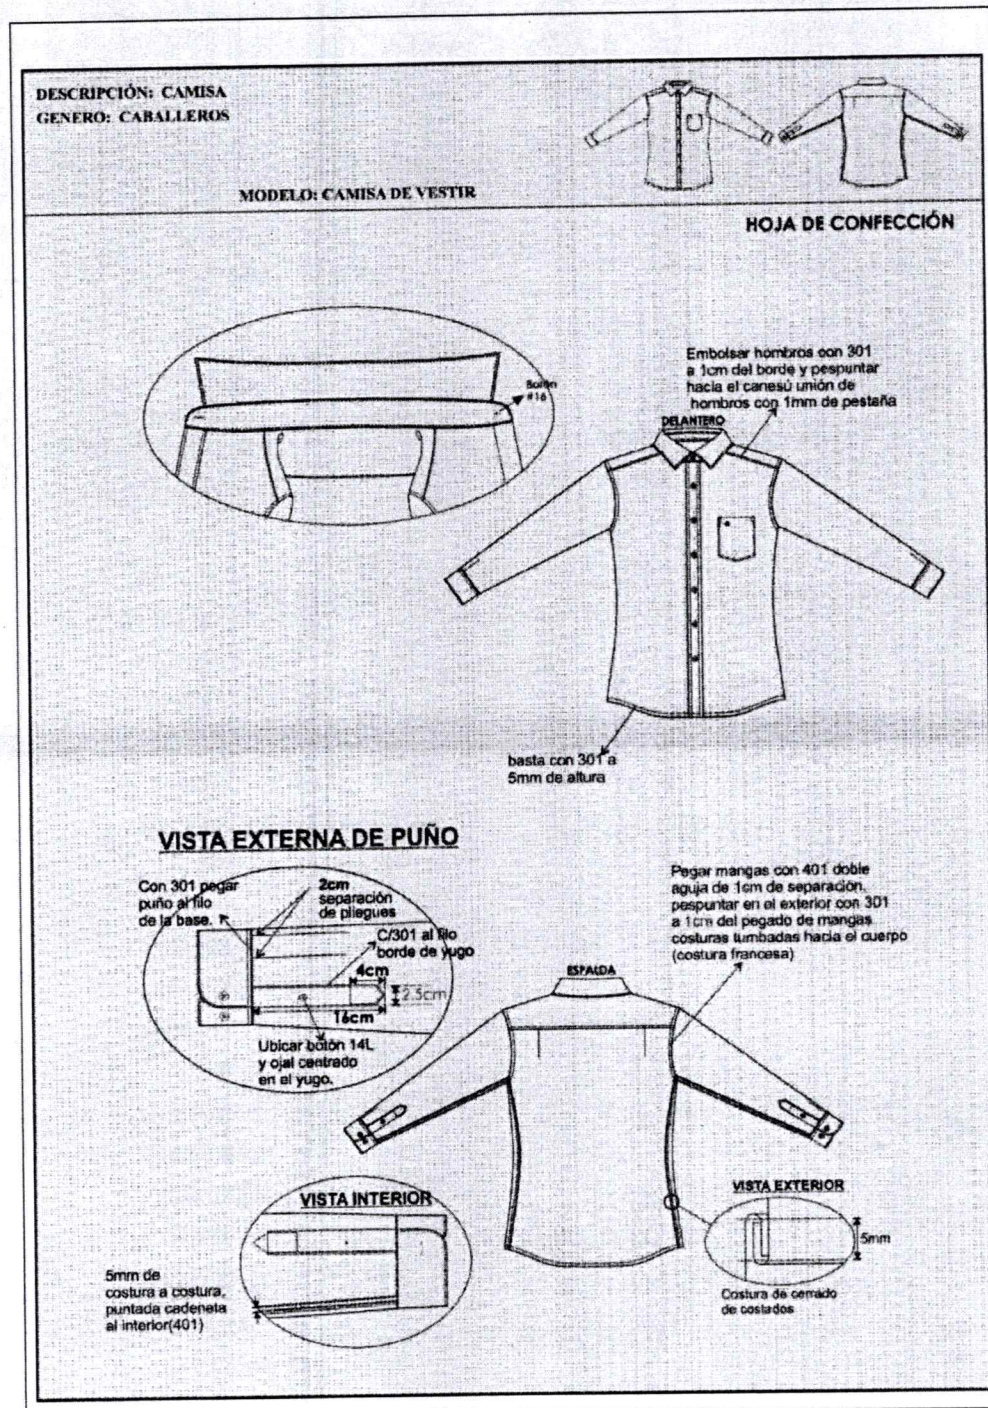 DESCRIPCIÓN: CAMISA
GENERO: CABALLEROS
MODELO: CAMISA DE VESTIR
HOJA DE CONFECCIÓN
Botón
#16
Embolsar hombros con 301
a 1cm del borde y pespuntar
hacia el canesú unión de
hombros con 1mm de pestaña
DELANTERO
basta con 301 a
5mm de altura
VISTA EXTERNA DE PUÑO
Con 301 pegar
puño al filo
de la base.
2cm
separación
de pliegues
C/301 al filo
borde de yugo
4cm
2.5cm
16cm
Ubicar botón 14L
y ojal centrado
en el yugo.
Pegar mangas con 401 doble
aguja de 1cm de separación,
pespuntar en el exterior con 301
a 1cm del pegado de mangas
costuras tumbadas hacia el cuerpo
(costura francesa)
ESPALDA
VISTA INTERIOR
5mm de
costura a costura,
puntada cadeneta
al interior(401)
VISTA EXTERIOR
5mm
Costura de cerrado
de costados